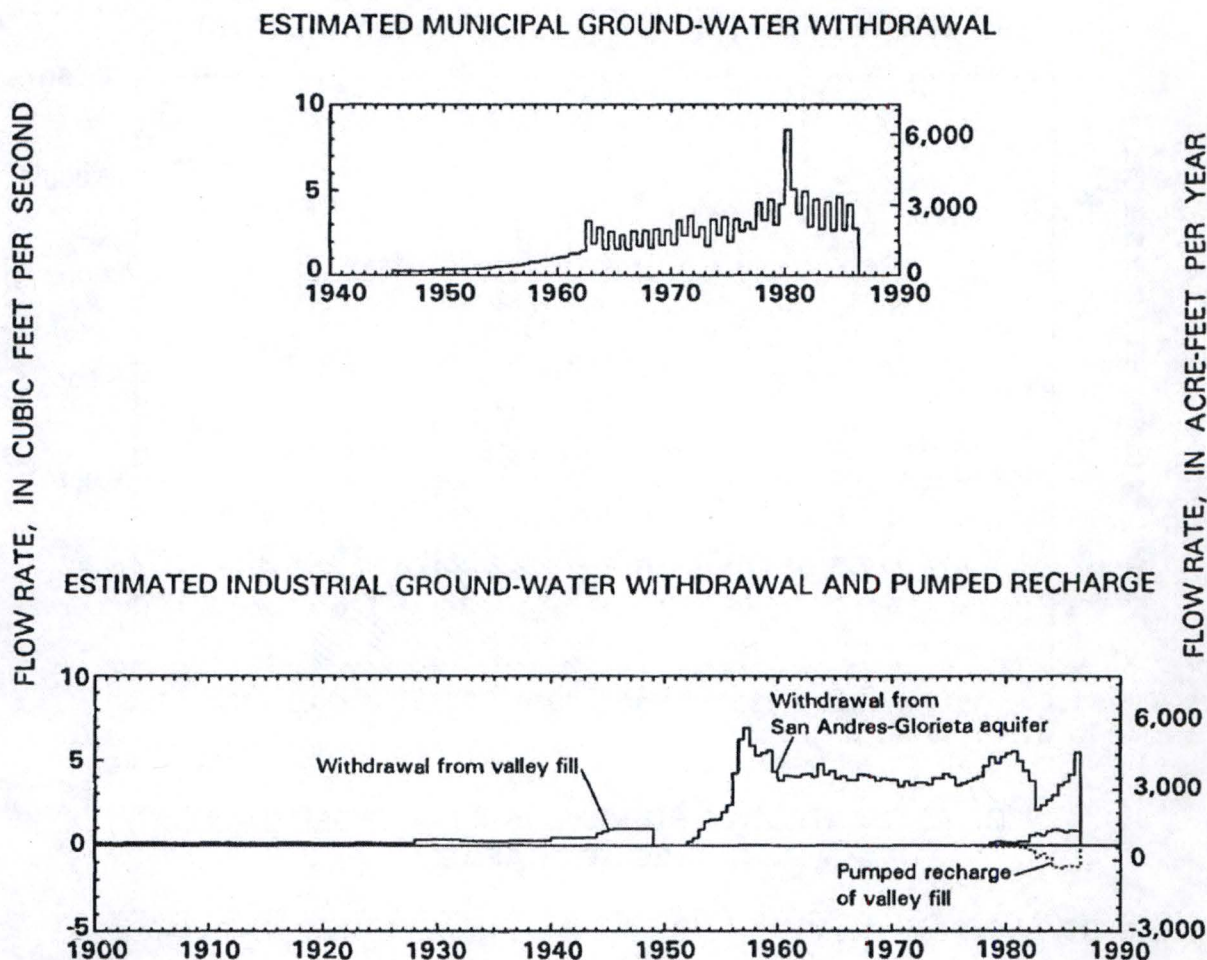 ESTIMATED MUNICIPAL GROUND-WATER WITHDRAWAL
FLOW RATE, IN CUBIC FEET PER SECOND
10
5
0
6,000
3,000
0
1940 1950 1960 1970 1980 1990
FLOW RATE, IN ACRE-FEET PER YEAR
ESTIMATED INDUSTRIAL GROUND-WATER WITHDRAWAL AND PUMPED RECHARGE
10
5
0
-5
Withdrawal from
San Andres-Glorieta aquifer
Withdrawal from valley fill
Pumped recharge
of valley fill
6,000
3,000
0
-3,000
1900 1910 1920 1930 1940 1950 1960 1970 1980 1990